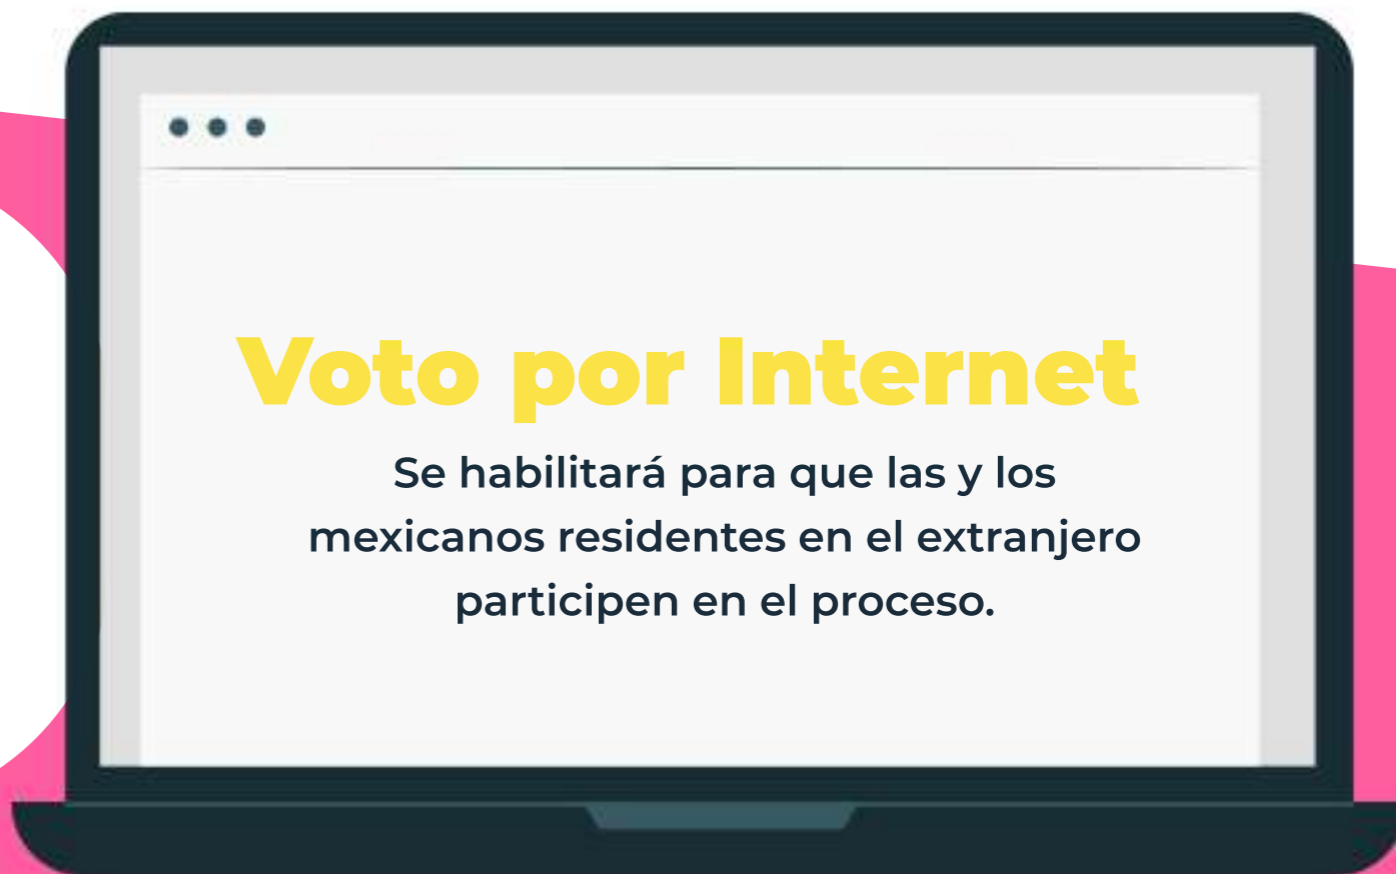 Voto por Internet
Se habilitará para que las y los
mexicanos residentes en el extranjero
participen en el proceso.